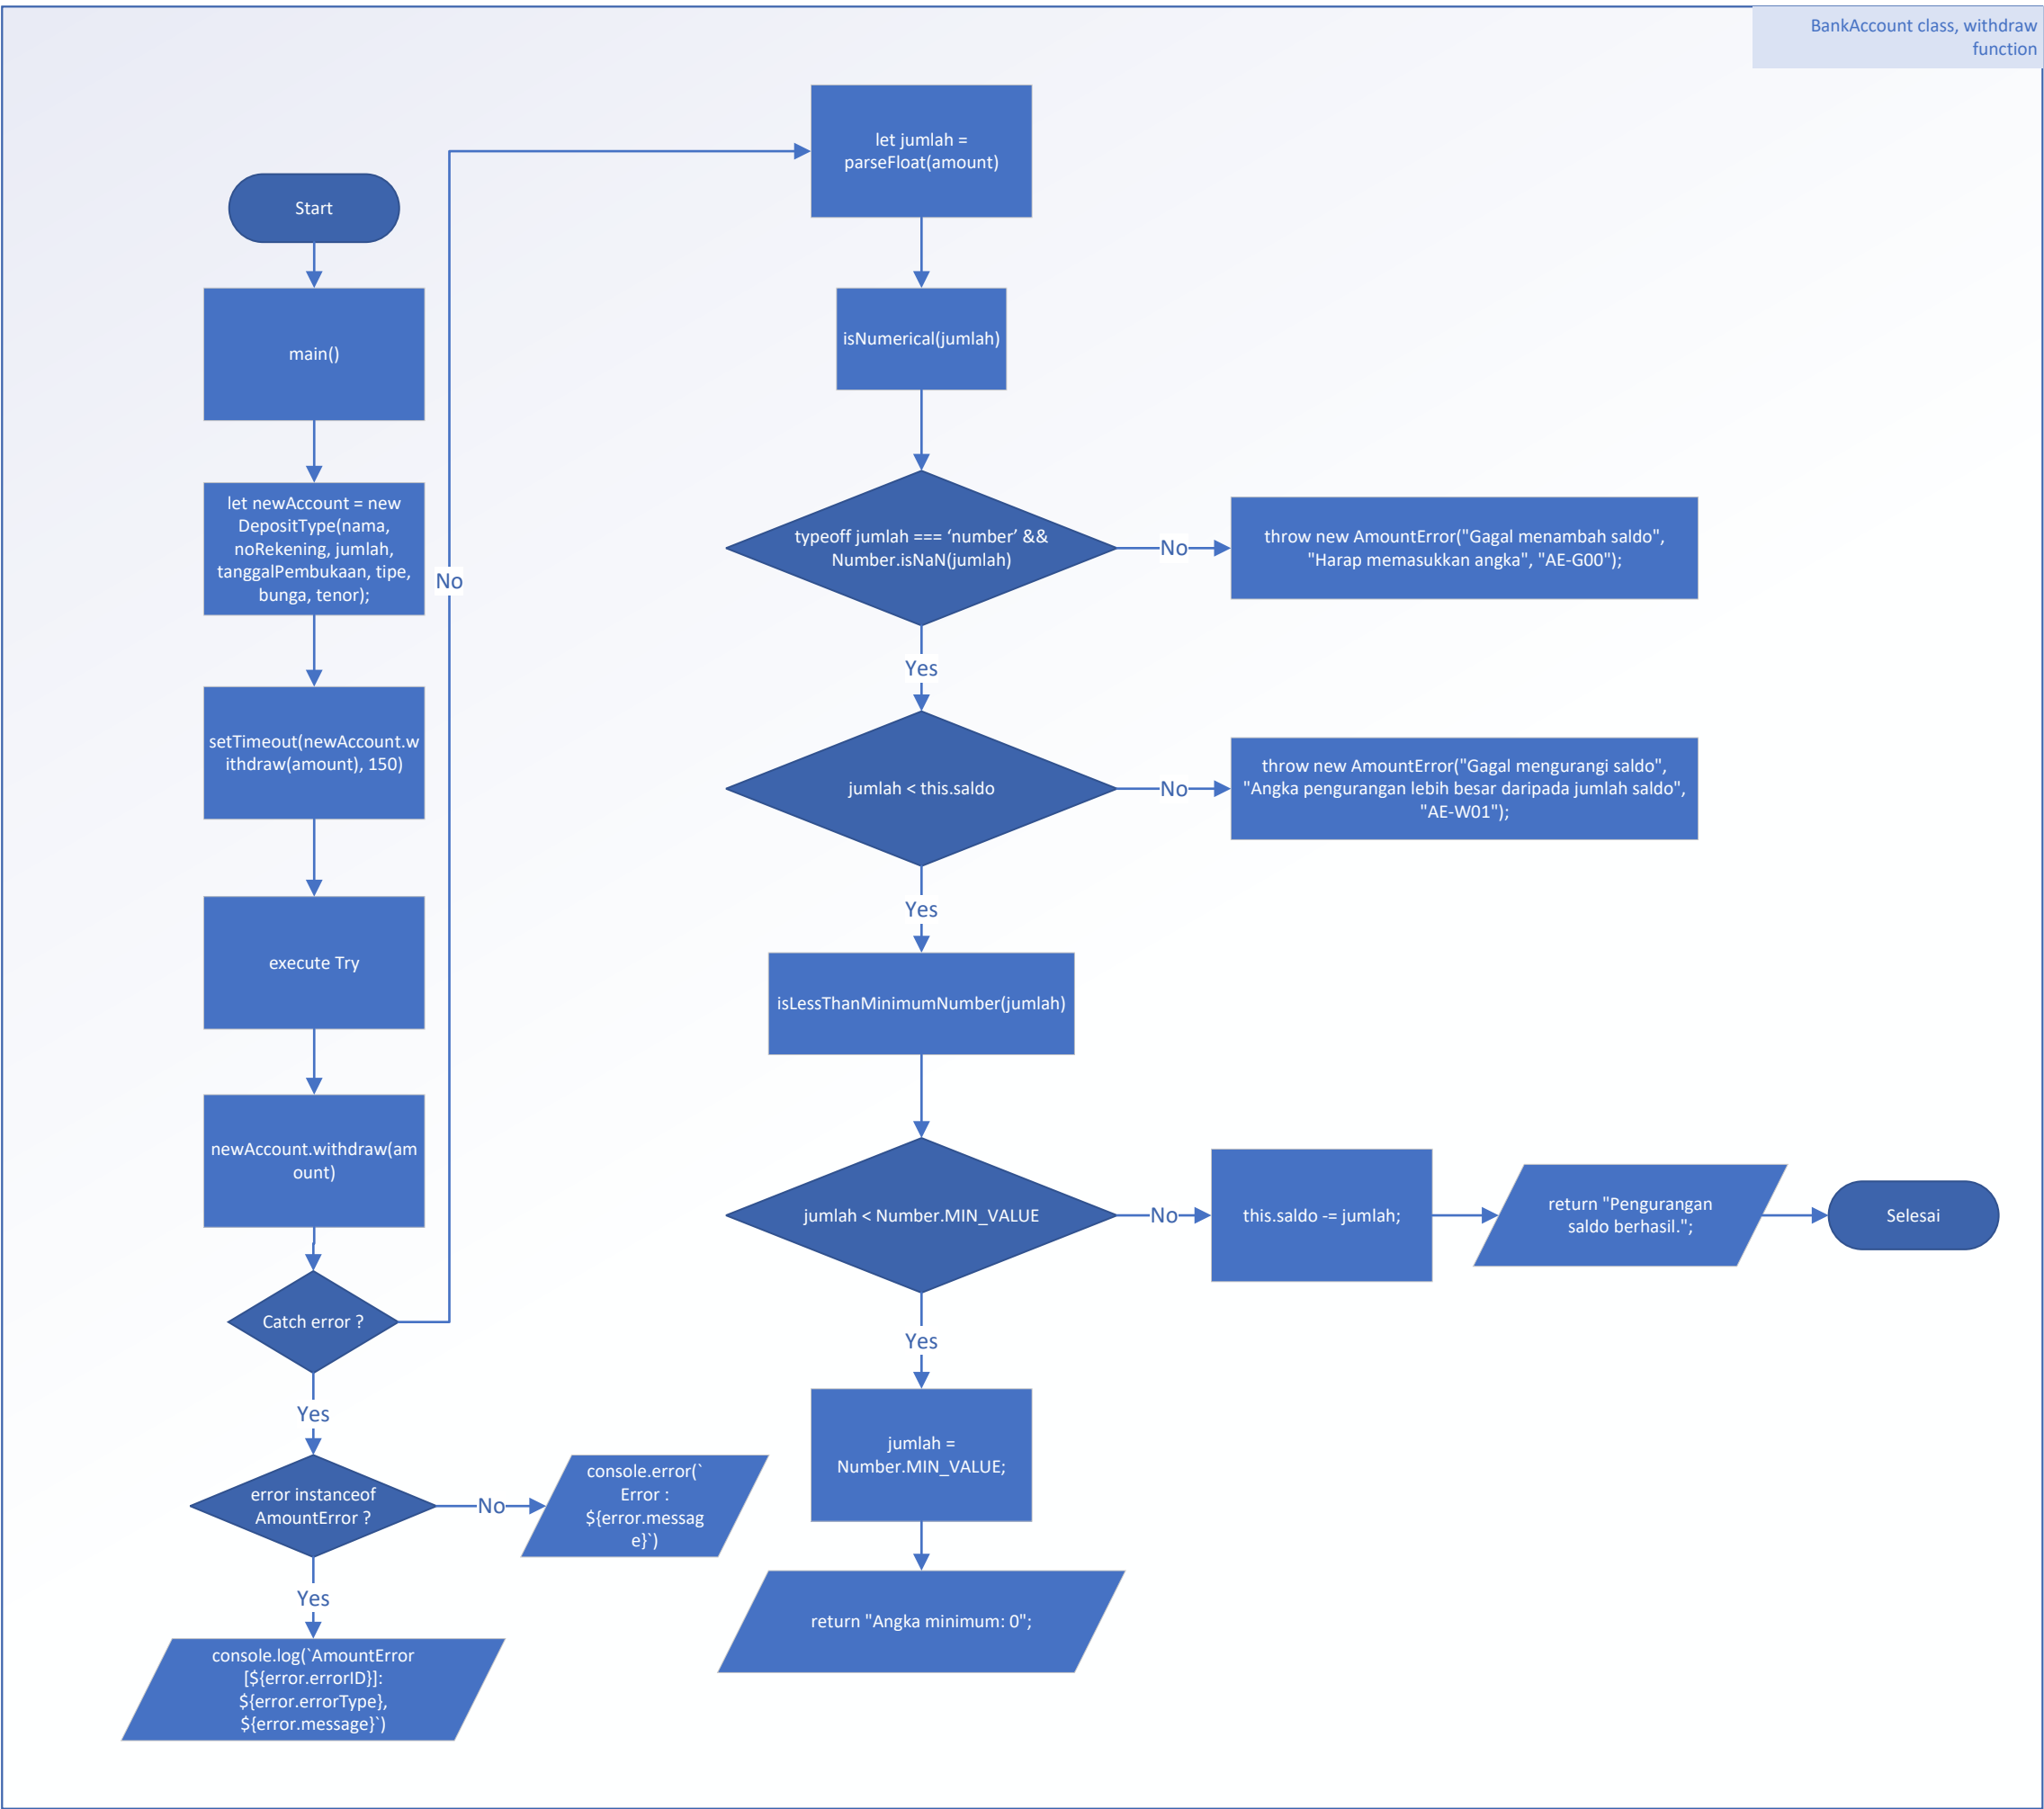 BankAccount class, withdraw
function
Start
main()
let newAccount = new
DepositType(nama,
noRekening, jumlah,
tanggalPembukaan, tipe,
bunga, tenor);
setTimeout(newAccount.w
ithdraw(amount), 150)
execute Try
newAccount.withdraw(am
ount)
Catch error ?
No
Yes
error instanceof
AmountError ?
No
console.error(`
Error :
${error.messag
e}`)
Yes
console.log(`AmountError
[${error.errorID}]:
${error.errorType},
${error.message}`)
let jumlah =
parseFloat(amount)
isNumerical(jumlah)
typeoff jumlah === ‘number’ &&
Number.isNaN(jumlah)
No
throw new AmountError("Gagal menambah saldo",
"Harap memasukkan angka", "AE-G00");
Yes
jumlah < this.saldo
No
throw new AmountError("Gagal mengurangi saldo",
"Angka pengurangan lebih besar daripada jumlah saldo",
"AE-W01");
Yes
isLessThanMinimumNumber(jumlah)
jumlah < Number.MIN_VALUE
No
this.saldo -= jumlah;
return "Pengurangan
saldo berhasil.";
Selesai
Yes
jumlah =
Number.MIN_VALUE;
return "Angka minimum: 0";